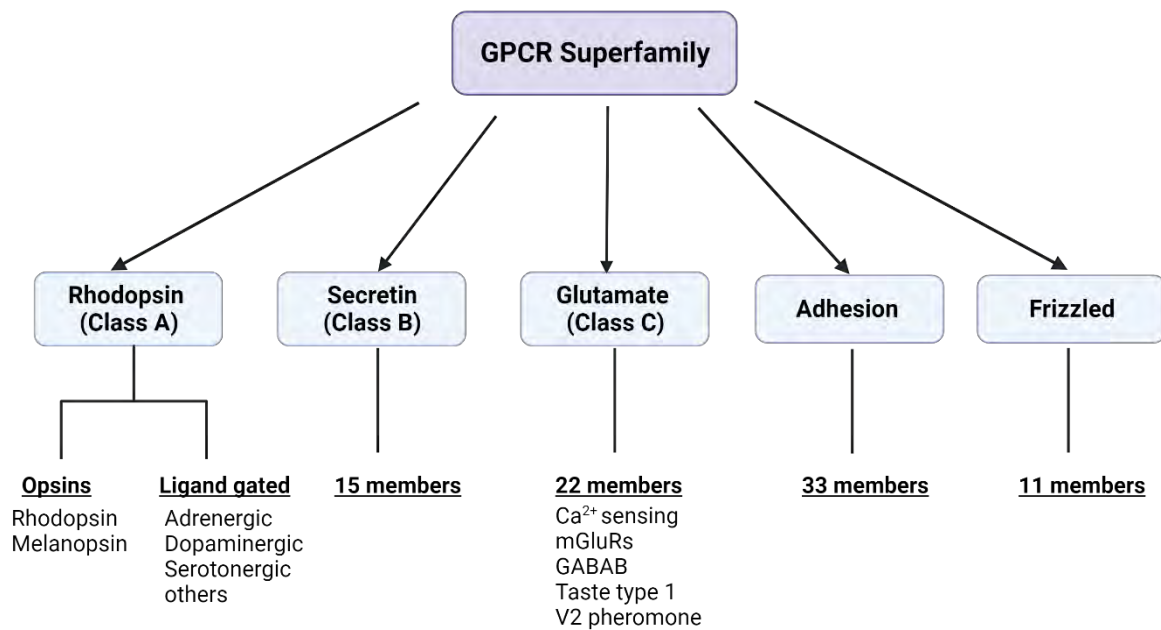 GPCR Superfamily
Rhodopsin
(Class A)
Secretin
(Class B)
Glutamate
(Class C)
Adhesion
Frizzled
Opsins
Rhodopsin
Melanopsin
Ligand gated
Adrenergic
Dopaminergic
Serotonergic
others
15 members
22 members
Ca²⁺ sensing
mGluRs
GABAB
Taste type 1
V2 pheromone
33 members
11 members